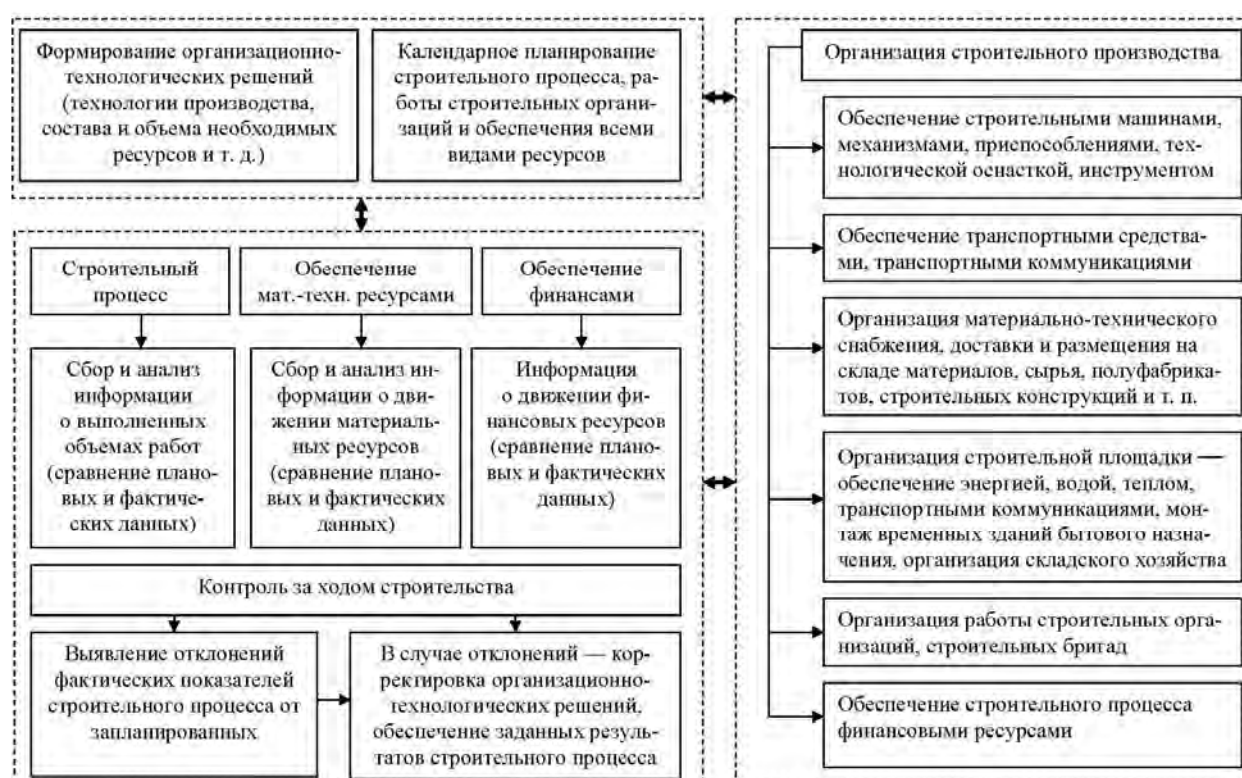 Формирование организационно-
технологических решений
(технологии производства,
состава и объема необходимых
ресурсов и т. д.)
Календарное планирование
строительного процесса, ра-
боты строительных органи-
заций и обеспечения всеми
видами ресурсов
Строительный
процесс
Обеспечение
мат.-техн. ресурсами
Обеспечение
финансами
Сбор и анализ
информации
о выполненных
объемах работ
(сравнение плано-
вых и фактиче-
ских данных)
Сбор и анализ ин-
формации о дви-
жении материаль-
ных ресурсов
(сравнение плано-
вых и фактических
данных)
Информация
о движении фи-
нансовых ресурсов
(сравнение плано-
вых и фактических
данных)
Контроль за ходом строительства
Выявление отклонений
фактических показателей
строительного процесса от
запланированных
В случае отклонений — кор-
ректировка организационно-
технологических решений,
обеспечение заданных резуль-
татов строительного процесса
Организация строительного производства
Обеспечение строительными машинами,
механизмами, приспособлениями, тех-
нологической оснасткой, инструментом
Обеспечение транспортными средства-
ми, транспортными коммуникациями
Организация материально-технического
снабжения, доставки и размещения на
складе материалов, сырья, полуфабрика-
тов, строительных конструкций и т. п.
Организация строительной площадки —
обеспечение энергией, водой, теплом,
транспортными коммуникациями, мон-
таж временных зданий бытового назна-
чения, организация складского хозяйства
Организация работы строительных орга-
низаций, строительных бригад
Обеспечение строительного процесса
финансовыми ресурсами